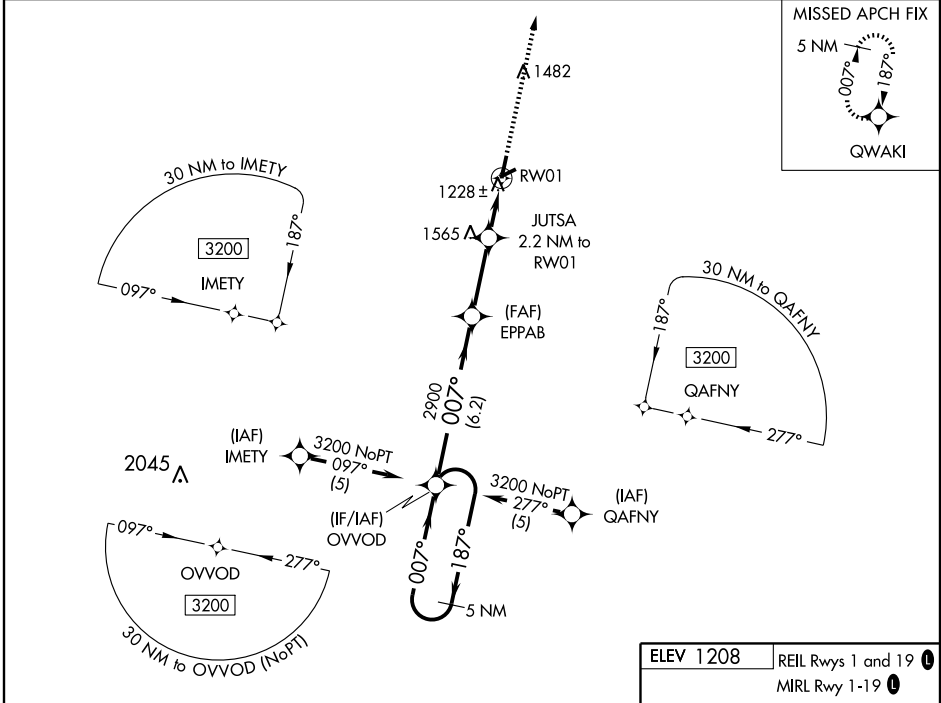 MISSED APCH FIX
5 NM
007°
187°
QWAKI
1482
RW01
1228 ±
1565
JUTSA
2.2 NM to
RW01
(FAF)
EPPAB
2900
007°
(6.2)
30 NM to IMETY
187°
3200
IMETY
097°
30 NM to QAFNY
187°
3200
QAFNY
277°
2045
(IAF)
IMETY
3200 NoPT
097°
(5)
(IF/IAF)
OVVOD
3200 NoPT
277°
(5)
(IAF)
QAFNY
007°
187°
5 NM
097°
277°
OVVOD
3200
30 NM to OVVOD (NoPT)
ELEV 1208
REIL Rwys 1 and 19 L
MIRL Rwy 1-19 L